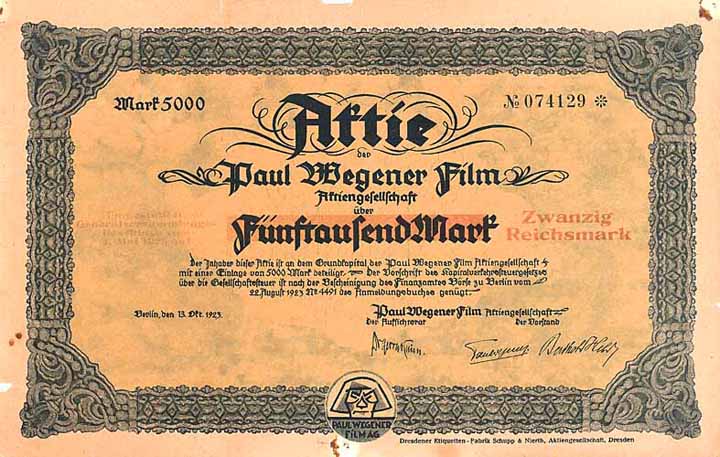 Mark 5000
№ 074129 *
Aktie
der
Paul Wegener Film
Aktiengesellschaft
über
Fünftausend Mark
Zwanzig
Reichsmark
Der Inhaber dieser Aktie ist an dem Grundkapital der Paul Wegener Film Aktiengesellschaft
mit einer Einlage von 5000 Mark beteiligt. Der Vorschrift des Kapitalverkehrsteuergesetzes
über die Gesellschaftssteuer ist nach der Bescheinigung des Finanzamtes Börse zu Berlin vom
22. August 1923 Nr. 4491 des Anmeldungsbuches genügt.
Berlin, den 13. Okt. 1923.
Paul Wegener Film Aktiengesellschaft
Der Aufsichtsrat
Der Vorstand
PAUL WEGENER
FILM AG.
Dresdener Etiquetten-Fabrik Schupp & Nierth, Aktiengesellschaft, Dresden